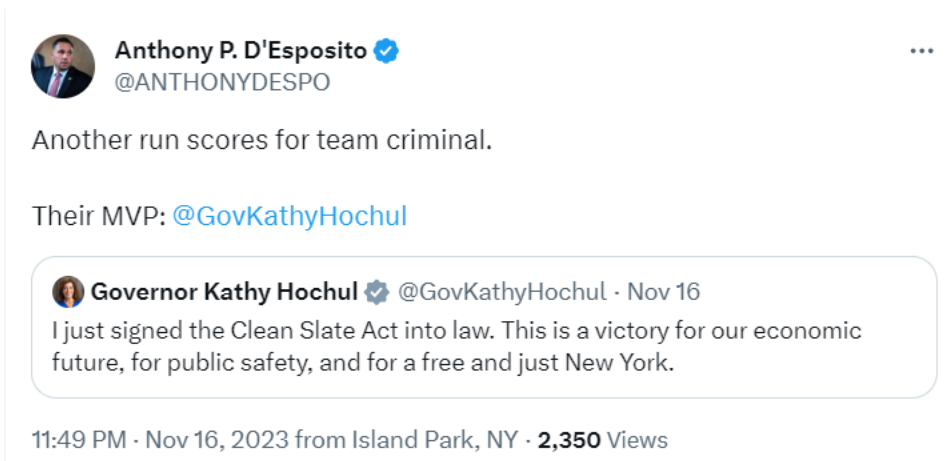 Anthony P. D'Esposito
@ANTHONYDESPO
Another run scores for team criminal.
Their MVP: @GovKathyHochul
Governor Kathy Hochul @GovKathyHochul · Nov 16
I just signed the Clean Slate Act into law. This is a victory for our economic
future, for public safety, and for a free and just New York.
11:49 PM · Nov 16, 2023 from Island Park, NY · 2,350 Views